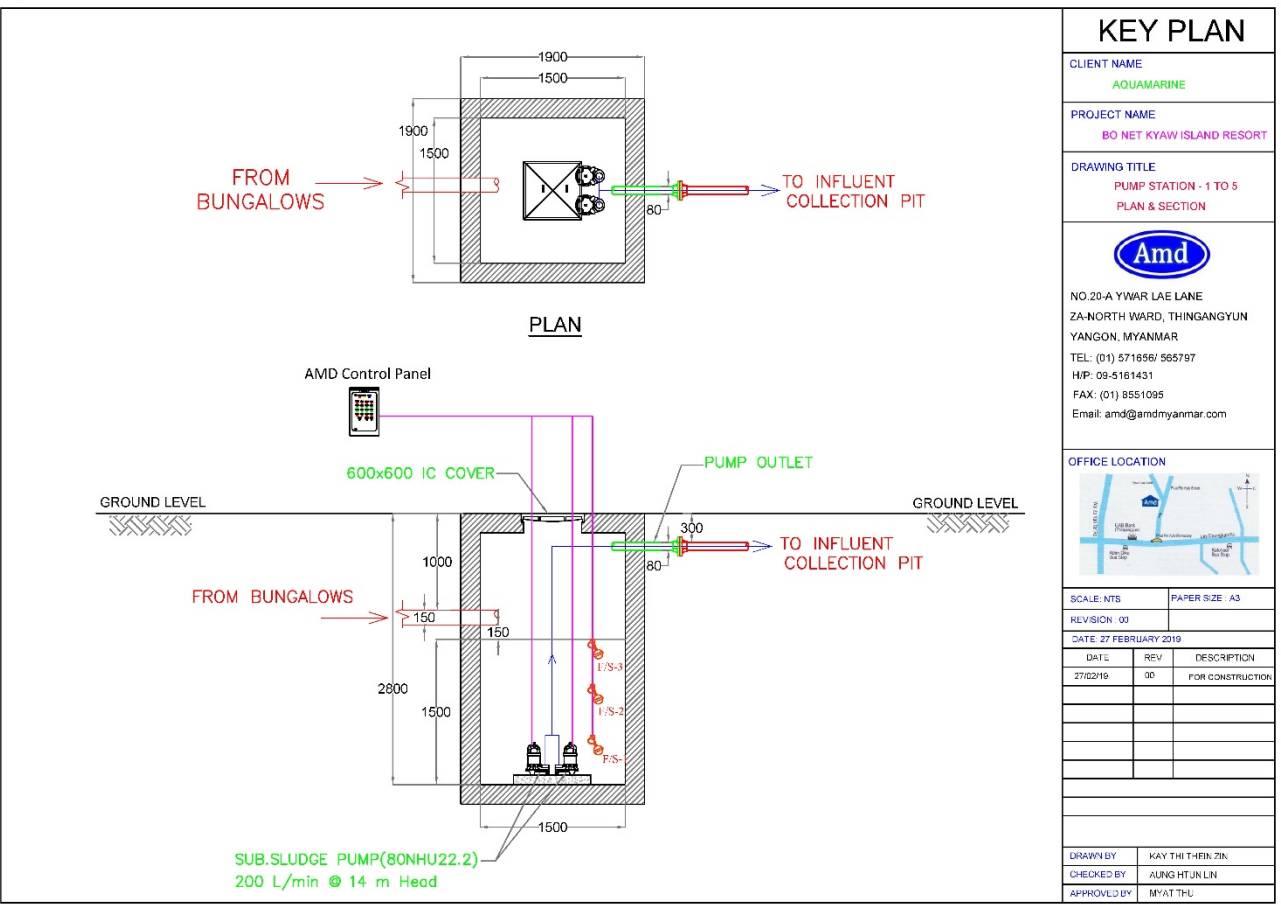 1900
1500
1900
1500
FROM
BUNGALOWS
80
TO INFLUENT
COLLECTION PIT
PLAN
AMD Control Panel
600x600 IC COVER
PUMP OUTLET
GROUND LEVEL
GROUND LEVEL
300
1000
80
TO INFLUENT
COLLECTION PIT
FROM BUNGALOWS
150
150
F/S-3
2800
1500
F/S-2
F/S-
1500
SUB.SLUDGE PUMP(80NHU22.2)
200 L/min @ 14 m Head
KEY PLAN
CLIENT NAME
AQUAMARINE
PROJECT NAME
BO NET KYAW ISLAND RESORT
DRAWING TITLE
PUMP STATION - 1 TO 5
PLAN & SECTION
Amd
NO.20-A YWAR LAE LANE
ZA-NORTH WARD, THINGANGYUN
YANGON, MYANMAR
TEL: (01) 571656/ 565797
H/P: 09-5161431
FAX: (01) 8551095
Email: amd@amdmyanmar.com
OFFICE LOCATION
Amd
SCALE: NTS
PAPER SIZE : A3
REVISION : 00
DATE: 27 FEBRUARY 2019
DATE REV DESCRIPTION
27/02/19 00 FOR CONSTRUCTION
DRAWN BY KAY THI THEIN ZIN
CHECKED BY AUNG HTUN LIN
APPROVED BY MYAT THU